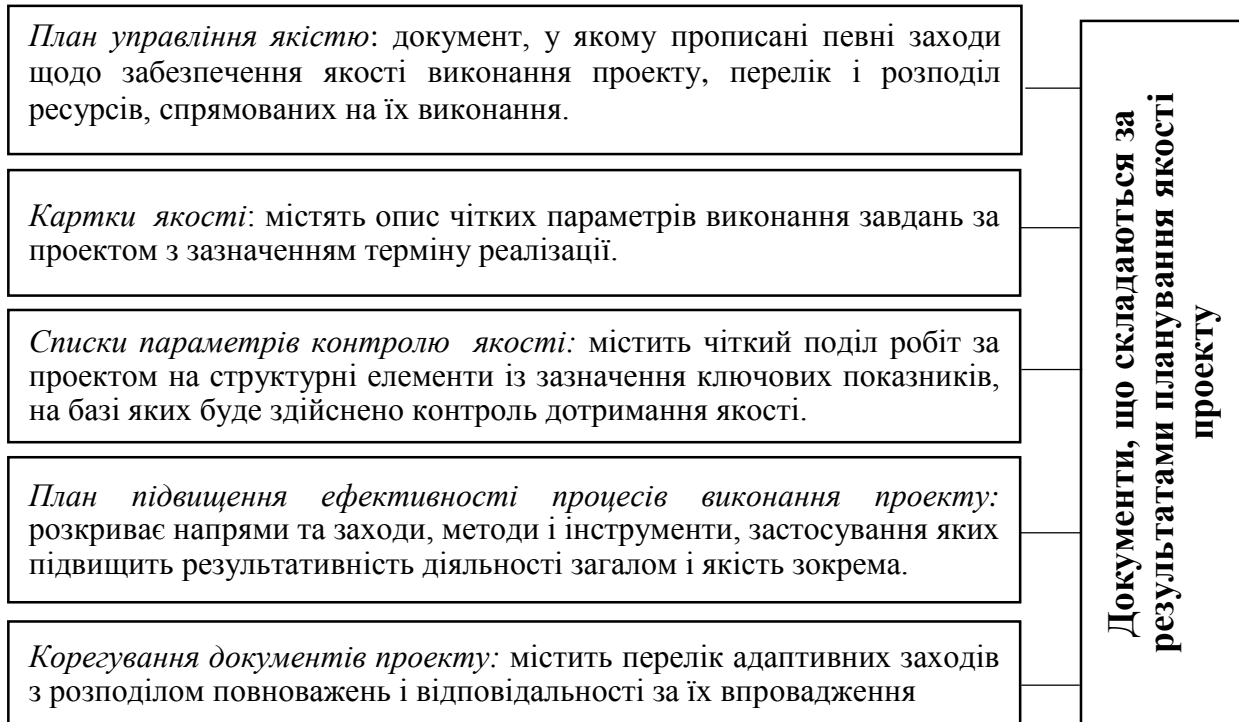 План управління якістю: документ, у якому прописані певні заходи
щодо забезпечення якості виконання проекту, перелік і розподіл
ресурсів, спрямованих на їх виконання.
Картки якості: містять опис чітких параметрів виконання завдань за
проектом з зазначенням терміну реалізації.
Списки параметрів контролю якості: містить чіткий поділ робіт за
проектом на структурні елементи із зазначення ключових показників,
на базі яких буде здійснено контроль дотримання якості.
План підвищення ефективності процесів виконання проекту:
розкриває напрями та заходи, методи і інструменти, застосування яких
підвищить результативність діяльності загалом і якість зокрема.
Корегування документів проекту: містить перелік адаптивних заходів
з розподілом повноважень і відповідальності за їх впровадження
Документи, що складаються за
результатами планування якості
проекту